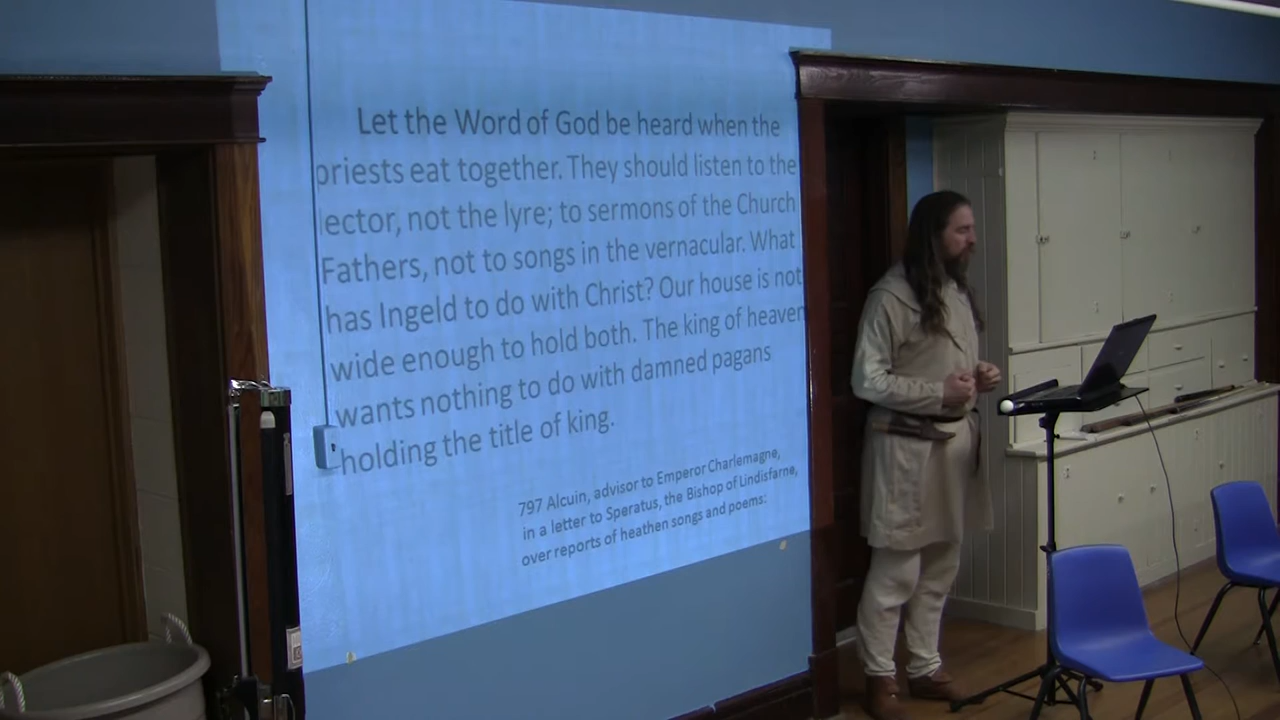 Let the Word of God be heard when the
priests eat together. They should listen to the
lector, not the lyre; to sermons of the Church
Fathers, not to songs in the vernacular. What
has Ingeld to do with Christ? Our house is not
wide enough to hold both. The king of heaven
wants nothing to do with damned pagans
holding the title of king.
797 Alcuin, advisor to Emperor Charlemagne,
in a letter to Speratus, the Bishop of Lindisfarne,
over reports of heathen songs and poems: